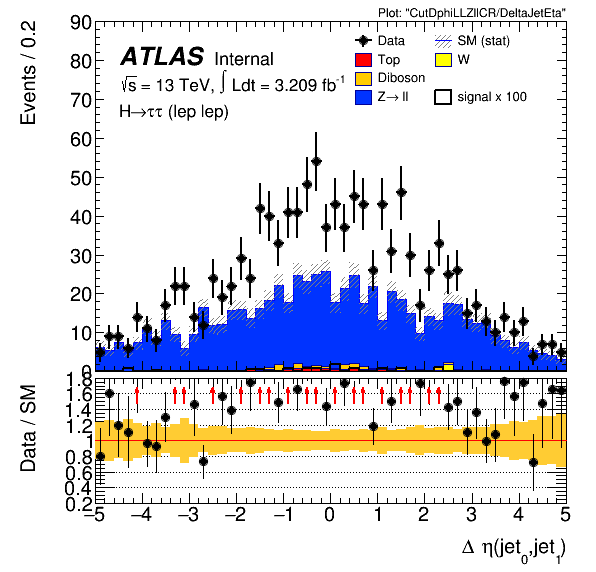 Plot: "CutDphiLLZllCR/DeltaJetEta"
Events / 0.2
90
80
70
60
50
40
30
20
10
ATLAS Internal
√s = 13 TeV, ∫ Ldt = 3.209 fb⁻¹
H→ττ (lep lep)
Data
SM (stat)
Top
W
Diboson
Z→ ll
signal x 100
Data / SM
1.8
1.6
1.4
1.2
1
0.8
0.6
0.4
0.2
−5 −4 −3 −2 −1 0 1 2 3 4 5
Δ η(jet₀,jet₁)